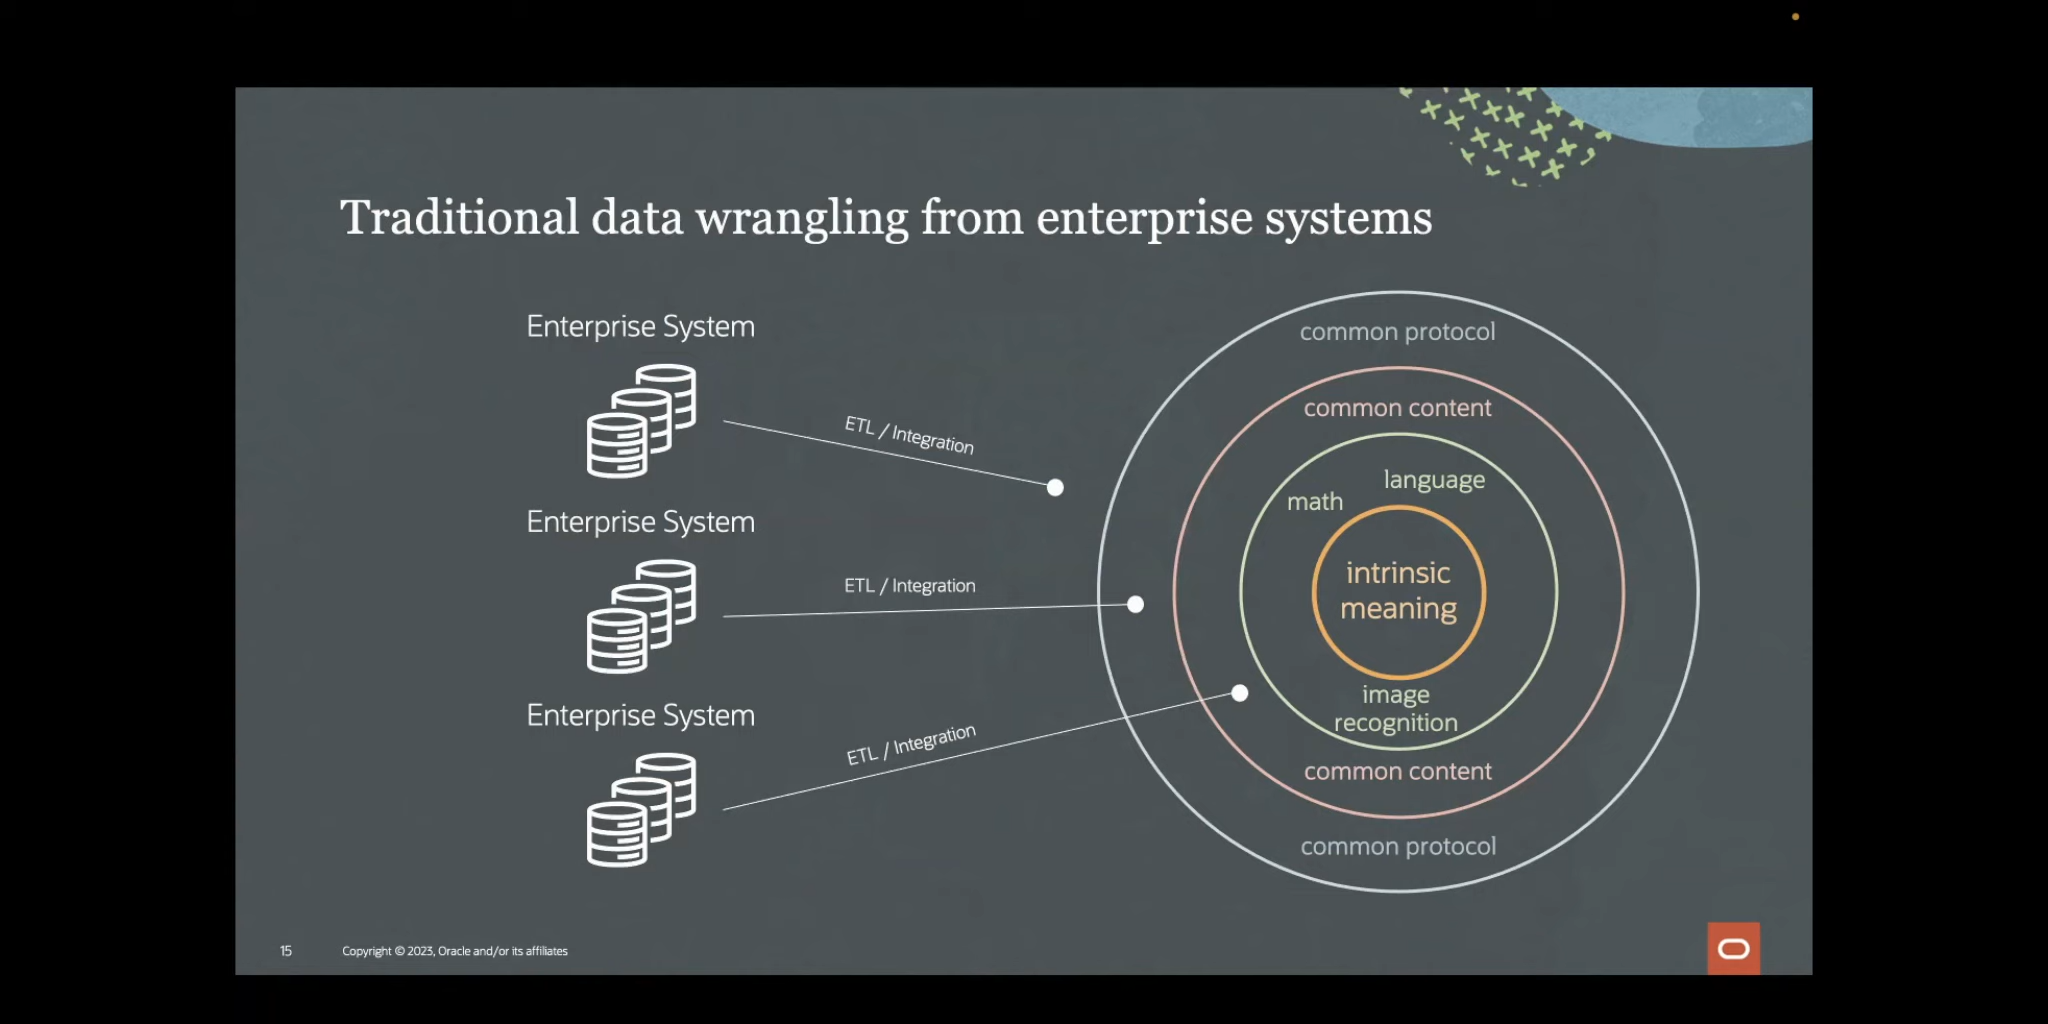 Traditional data wrangling from enterprise systems
Enterprise System
ETL / Integration
Enterprise System
ETL / Integration
Enterprise System
ETL / Integration
common protocol
common content
language
math
intrinsic
meaning
image
recognition
common content
common protocol
15
Copyright © 2023, Oracle and/or its affiliates